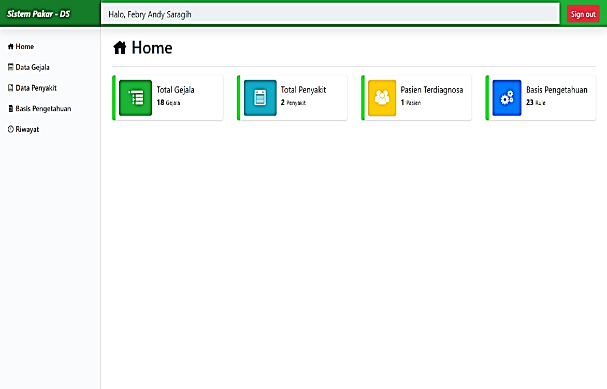 Sistem Pakar - DS
Halo, Febry Andy Saragih
Sign out
Home
Data Gejala
Data Penyakit
Basis Pengetahuan
Riwayat
Home
Total Gejala
18 Gejala
Total Penyakit
2 Penyakit
Pasien Terdiagnosa
1 Pasien
Basis Pengetahuan
23 Rule